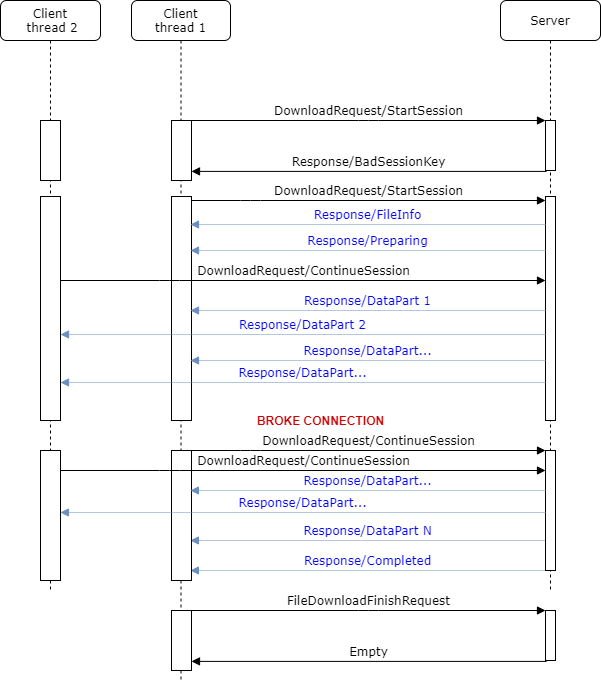 Client
thread 2
Client
thread 1
Server
DownloadRequest/StartSession
Response/BadSessionKey
DownloadRequest/StartSession
Response/FileInfo
Response/Preparing
DownloadRequest/ContinueSession
Response/DataPart 1
Response/DataPart 2
Response/DataPart...
Response/DataPart...
BROKE CONNECTION
DownloadRequest/ContinueSession
DownloadRequest/ContinueSession
Response/DataPart...
Response/DataPart...
Response/DataPart N
Response/Completed
FileDownloadFinishRequest
Empty